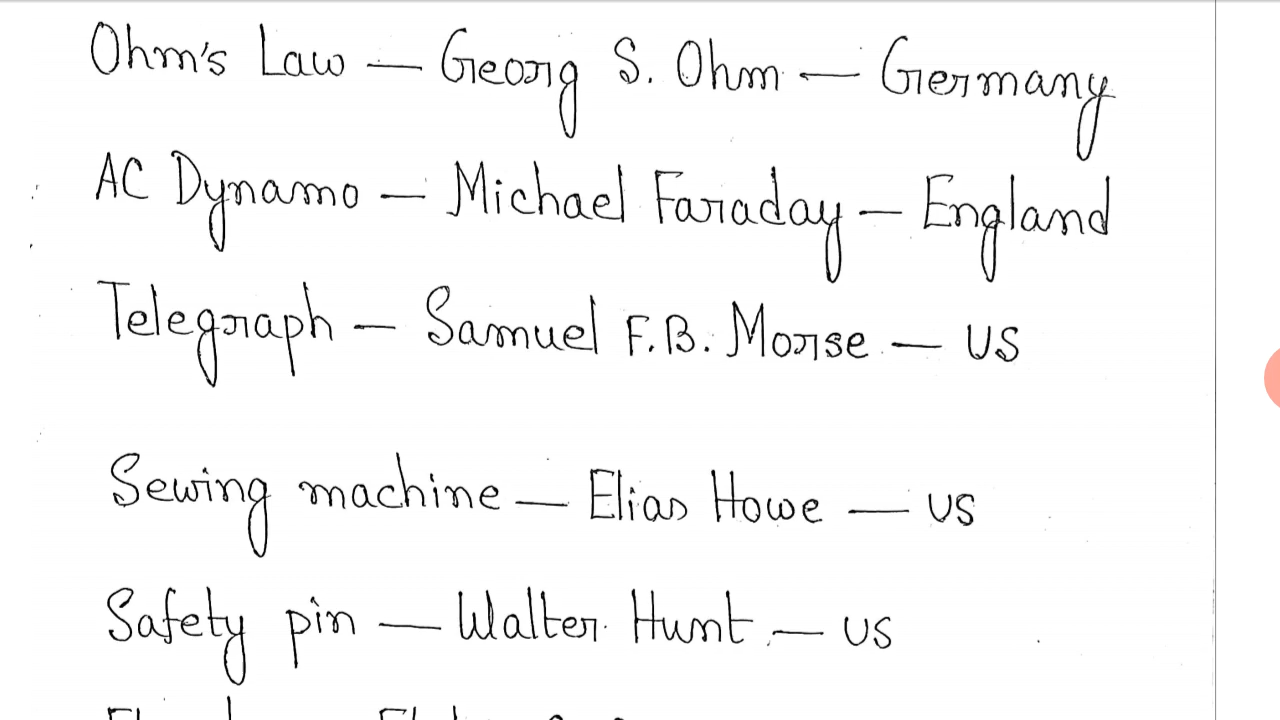 Ohm's Law — Georg S. Ohm — Germany
AC Dynamo — Michael Faraday — England
Telegraph — Samuel F.B. Morse — US
Sewing machine — Elias Howe — US
Safety pin — Walter Hunt — US